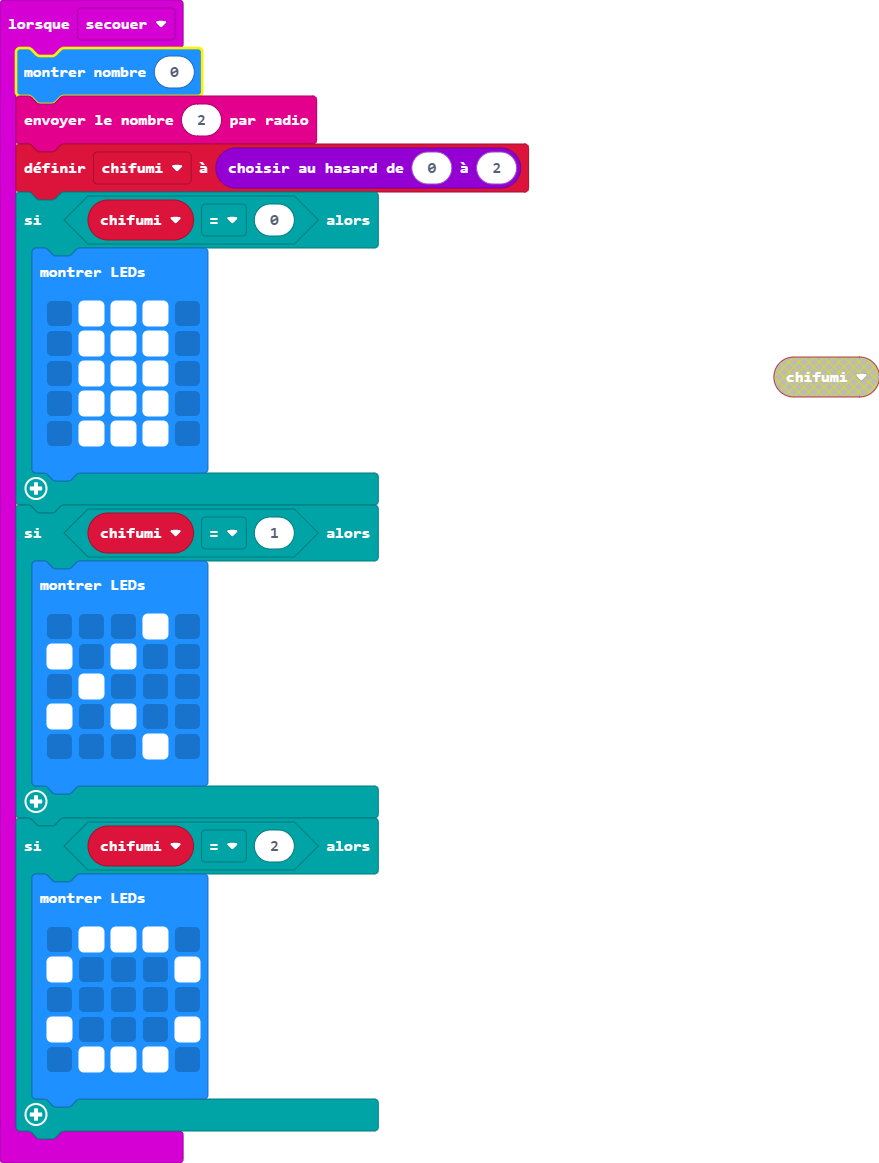 lorsque secouer
montrer nombre 0
envoyer le nombre 2 par radio
définir chifumi à choisir au hasard de 0 à 2
si chifumi = 0 alors
montrer LEDs
chifumi
si chifumi = 1 alors
montrer LEDs
si chifumi = 2 alors
montrer LEDs